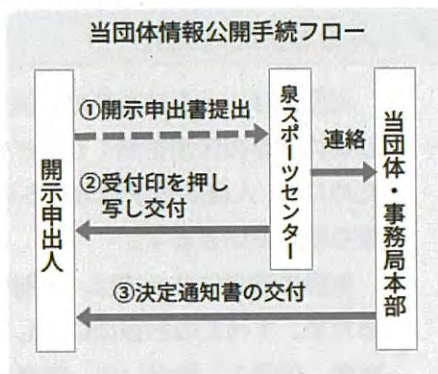 当団体情報公開手続フロー
開示申出人
①開示申出書提出
②受付印を押し
写し交付
泉スポーツセンター
連絡
当団体・事務局本部
③決定通知書の交付